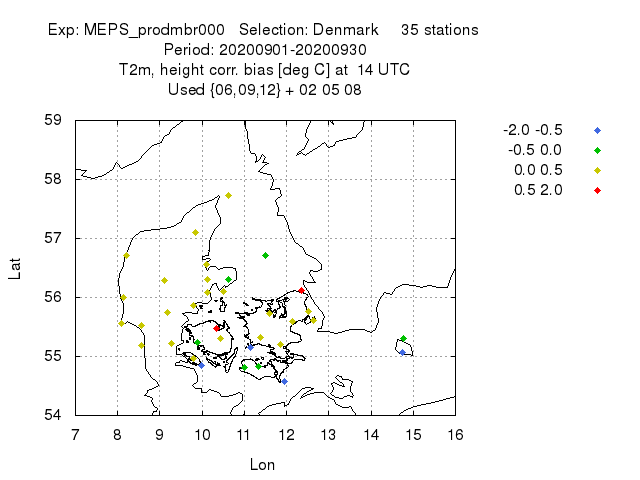 Exp: MEPS_prodmbr000 Selection: Denmark 35 stations
Period: 20200901-20200930
T2m, height corr. bias [deg C] at 14 UTC
Used {06,09,12} + 02 05 08
-2.0 -0.5
-0.5 0.0
0.0 0.5
0.5 2.0
59
58
57
56
55
54
Lat
7 8 9 10 11 12 13 14 15 16
Lon